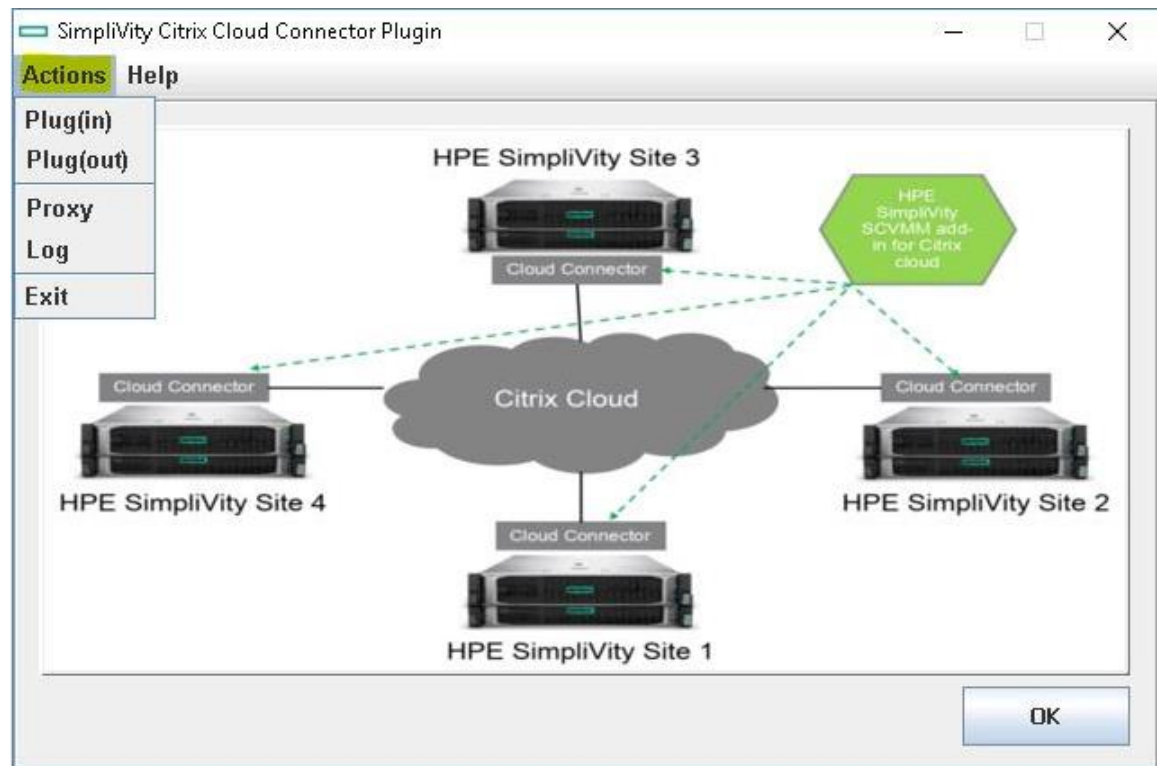 SimpliVity Citrix Cloud Connector Plugin
Actions Help
Plug(in)
Plug(out)
Proxy
Log
Exit
HPE SimpliVity Site 3
Cloud Connector
HPE
SimpliVity
SCVMM add-
in for Citrix
cloud
Cloud Connector
HPE SimpliVity Site 4
Citrix Cloud
Cloud Connector
HPE SimpliVity Site 2
Cloud Connector
HPE SimpliVity Site 1
OK